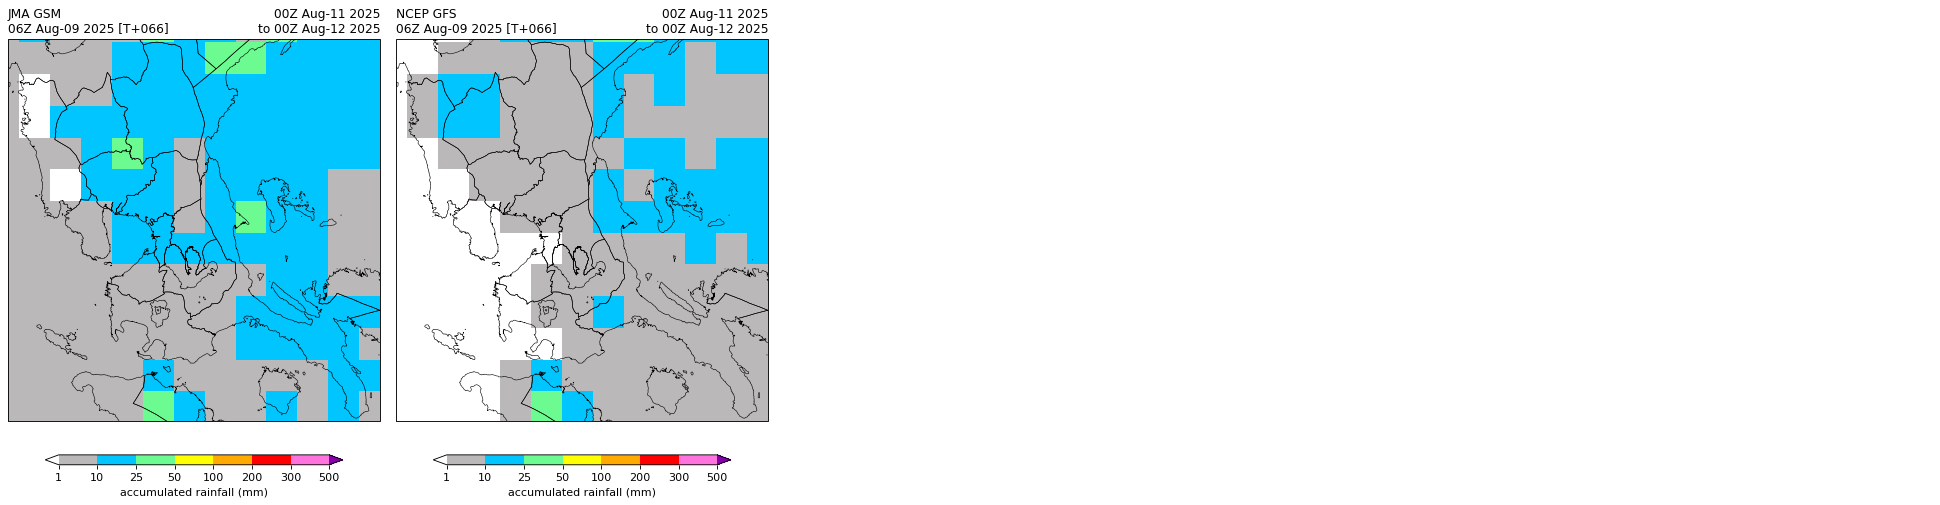 JMA GSM 00Z Aug-11 2025
06Z Aug-09 2025 [T+066] to 00Z Aug-12 2025
NCEP GFS 00Z Aug-11 2025
06Z Aug-09 2025 [T+066] to 00Z Aug-12 2025
1 10 25 50 100 200 300 500
accumulated rainfall (mm)
1 10 25 50 100 200 300 500
accumulated rainfall (mm)